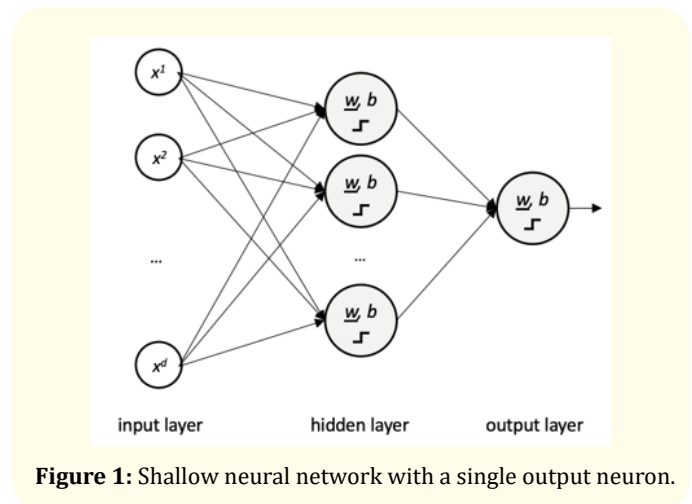 x¹
x²
...
xᵈ
w, b
w, b
...
w, b
w, b
input layer
hidden layer
output layer
Figure 1: Shallow neural network with a single output neuron.